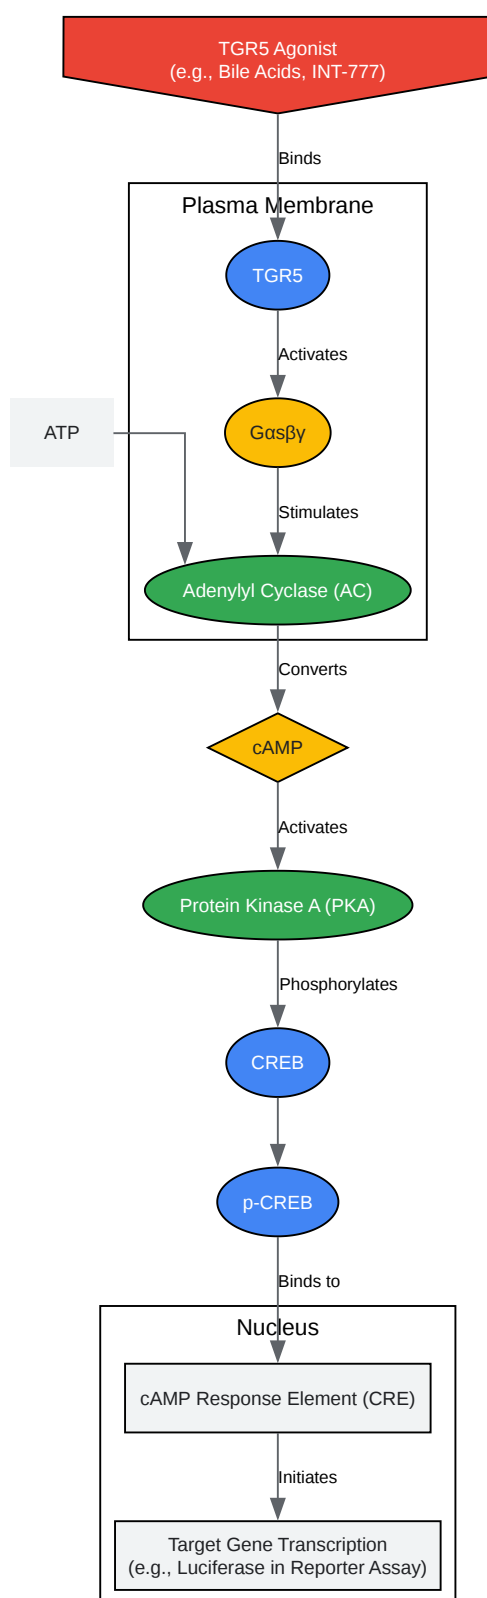 TGR5 Agonist
(e.g., Bile Acids, INT-777)
Binds
Plasma Membrane
TGR5
Activates
ATP
Gαsβγ
Stimulates
Adenylyl Cyclase (AC)
Converts
cAMP
Activates
Protein Kinase A (PKA)
Phosphorylates
CREB
p-CREB
Binds to
Nucleus
cAMP Response Element (CRE)
Initiates
Target Gene Transcription
(e.g., Luciferase in Reporter Assay)